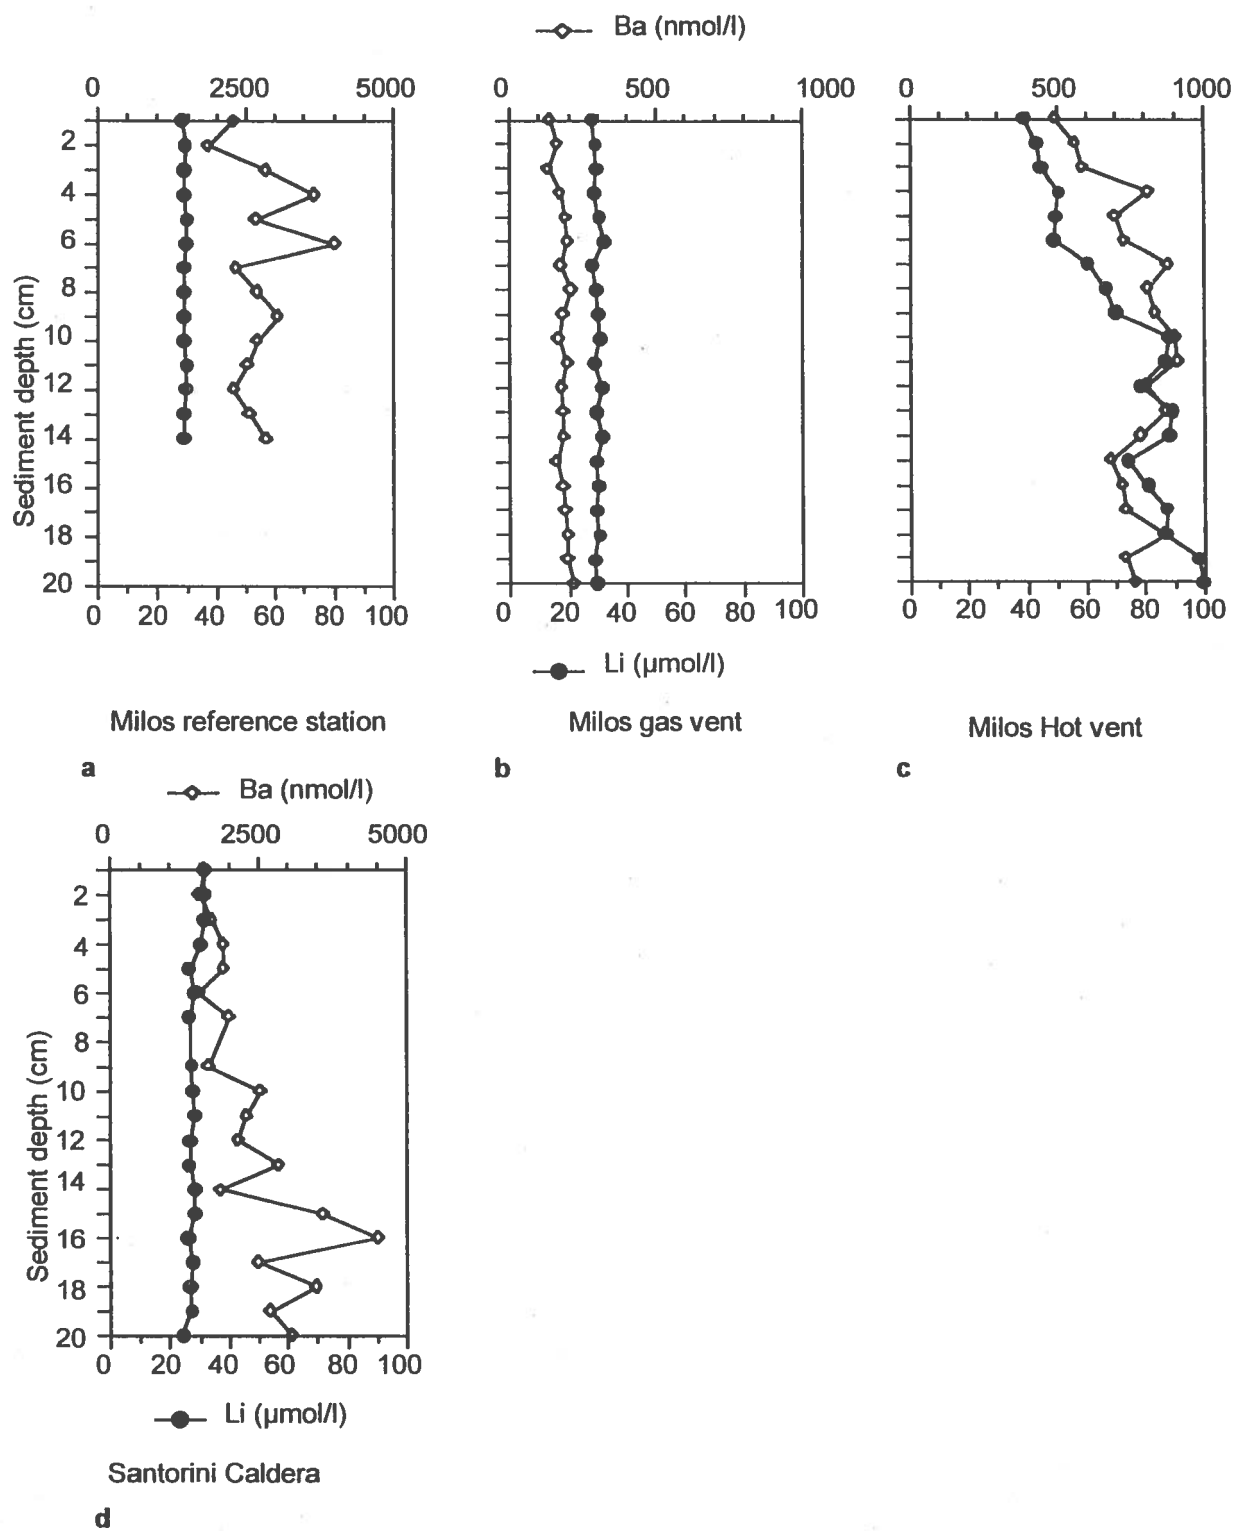 Ba (nmol/l)
0 2500 5000 0 500 1000 0 500 1000
2
4
6
8
10
12
14
16
18
20
Sediment depth (cm)
0 20 40 60 80 100 0 20 40 60 80 100 0 20 40 60 80 100
Li (µmol/l)
Milos reference station Milos gas vent Milos Hot vent
a b c
Ba (nmol/l)
0 2500 5000
2
4
6
8
10
12
14
16
18
20
Sediment depth (cm)
0 20 40 60 80 100
Li (µmol/l)
Santorini Caldera
d